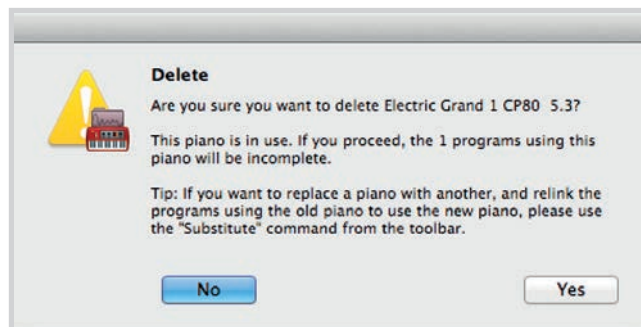 Delete
Are you sure you want to delete Electric Grand 1 CP80  5.3?
This piano is in use. If you proceed, the 1 programs using this
piano will be incomplete.
Tip: If you want to replace a piano with another, and relink the
programs using the old piano to use the new piano, please use
the "Substitute" command from the toolbar.
No
Yes